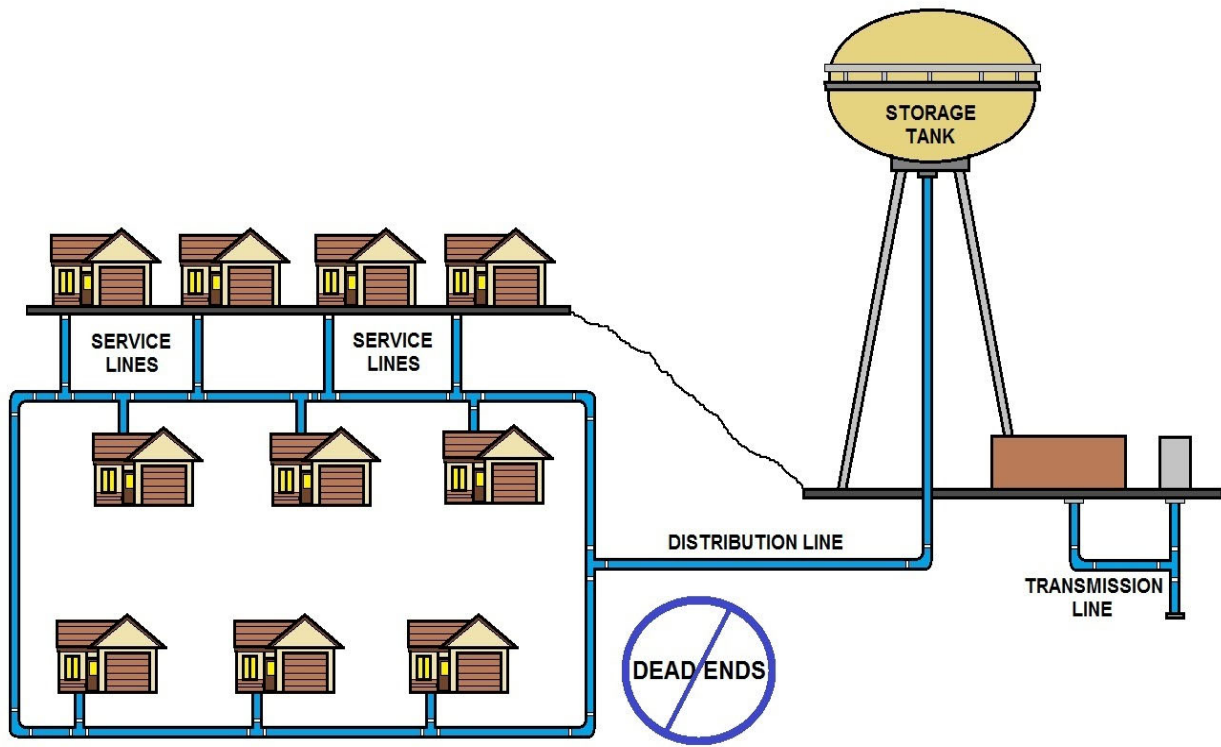 STORAGE
TANK
SERVICE
LINES
SERVICE
LINES
DISTRIBUTION LINE
TRANSMISSION
LINE
DEAD ENDS